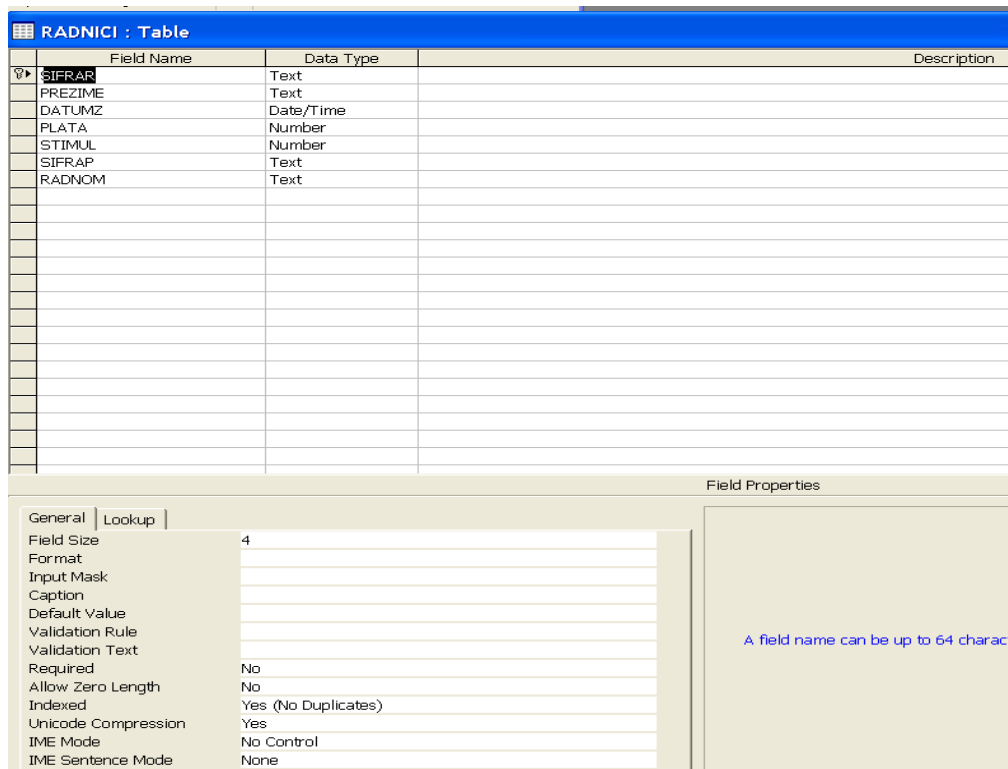 RADNICI : Table
Field Name Data Type Description
SIFRAR Text
PREZIME Text
DATUMZ Date/Time
PLATA Number
STIMUL Number
SIFRAP Text
RADNOM Text
Field Properties
General Lookup
Field Size 4
Format
Input Mask
Caption
Default Value
Validation Rule
Validation Text
Required No
Allow Zero Length No
Indexed Yes (No Duplicates)
Unicode Compression Yes
IME Mode No Control
IME Sentence Mode None
A field name can be up to 64 charac